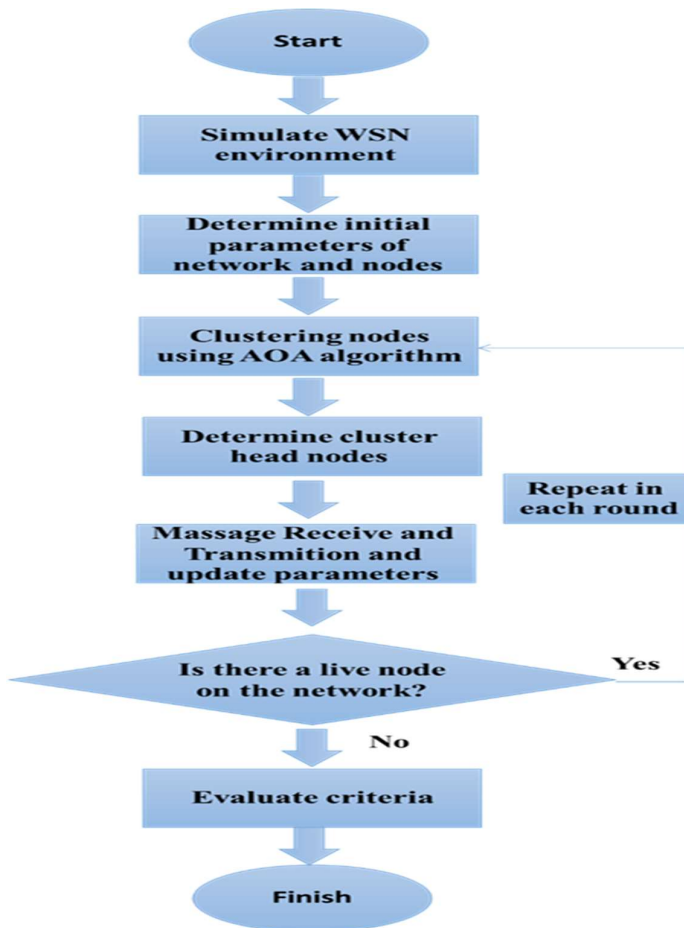 Start
Simulate WSN
environment
Determine initial
parameters of
network and nodes
Clustering nodes
using AOA algorithm
Determine cluster
head nodes
Repeat in
each round
Massage Receive and
Transmition and
update parameters
Is there a live node
on the network?
Yes
No
Evaluate criteria
Finish